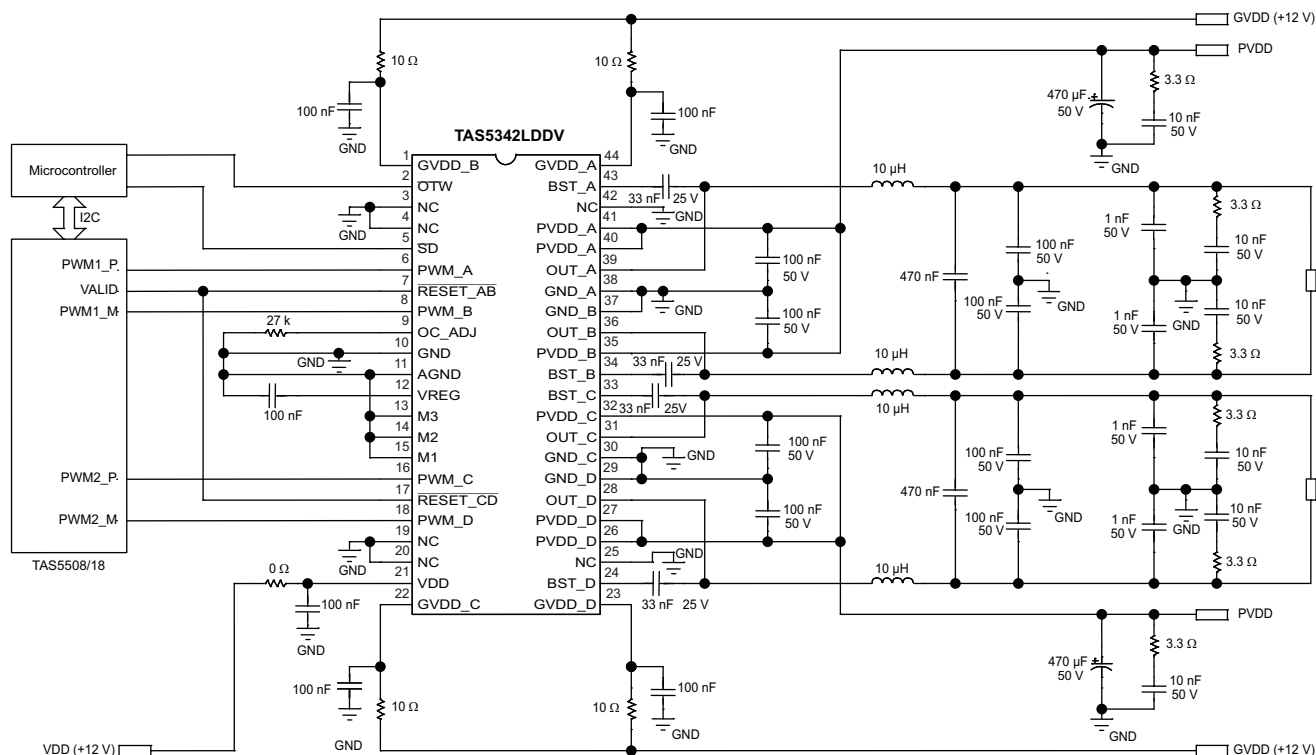 GVDD (+12 V)
PVDD
10 Ω
10 Ω
3.3 Ω
470 µF
50 V
100 nF
100 nF
10 nF
50 V
GND
GND
GND
TAS5342LDDV
Microcontroller
I2C
PWM1_P
VALID
PWM1_M
PWM2_P
PWM2_M
TAS5508/18
1 GVDD_B
2 OTW
3 NC
4 NC
5 SD
6 PWM_A
7 RESET_AB
8 PWM_B
9 OC_ADJ
10 GND
11 AGND
12 VREG
13 M3
14 M2
15 M1
16 PWM_C
17 RESET_CD
18 PWM_D
19 NC
20 NC
21 VDD
22 GVDD_C
44 GVDD_A
43 BST_A
42 NC
41 PVDD_A
40 PVDD_A
39 OUT_A
38 GND_A
37 GND_B
36 OUT_B
35 PVDD_B
34 BST_B
33 BST_C
32 PVDD_C
31 OUT_C
30 GND_C
29 GND_D
28 OUT_D
27 PVDD_D
26 PVDD_D
25 NC
24 BST_D
23 GVDD_D
GND
27 k
GND
100 nF
GND
0 Ω
100 nF
GND
33 nF 25 V
GND
100 nF
50 V
GND
100 nF
50 V
33 nF 25 V
33 nF 25V
100 nF
50 V
GND
100 nF
50 V
GND
33 nF 25 V
10 µH
470 nF
100 nF
50 V
GND
100 nF
50 V
1 nF
50 V
3.3 Ω
10 nF
50 V
GND
1 nF
50 V
10 nF
50 V
3.3 Ω
10 µH
10 µH
470 nF
100 nF
50 V
GND
100 nF
50 V
1 nF
50 V
3.3 Ω
10 nF
50 V
GND
1 nF
50 V
10 nF
50 V
3.3 Ω
10 µH
PVDD
3.3 Ω
470 µF
50 V
10 nF
50 V
GND
100 nF
100 nF
10 Ω
10 Ω
GND
GND
VDD (+12 V)
GVDD (+12 V)